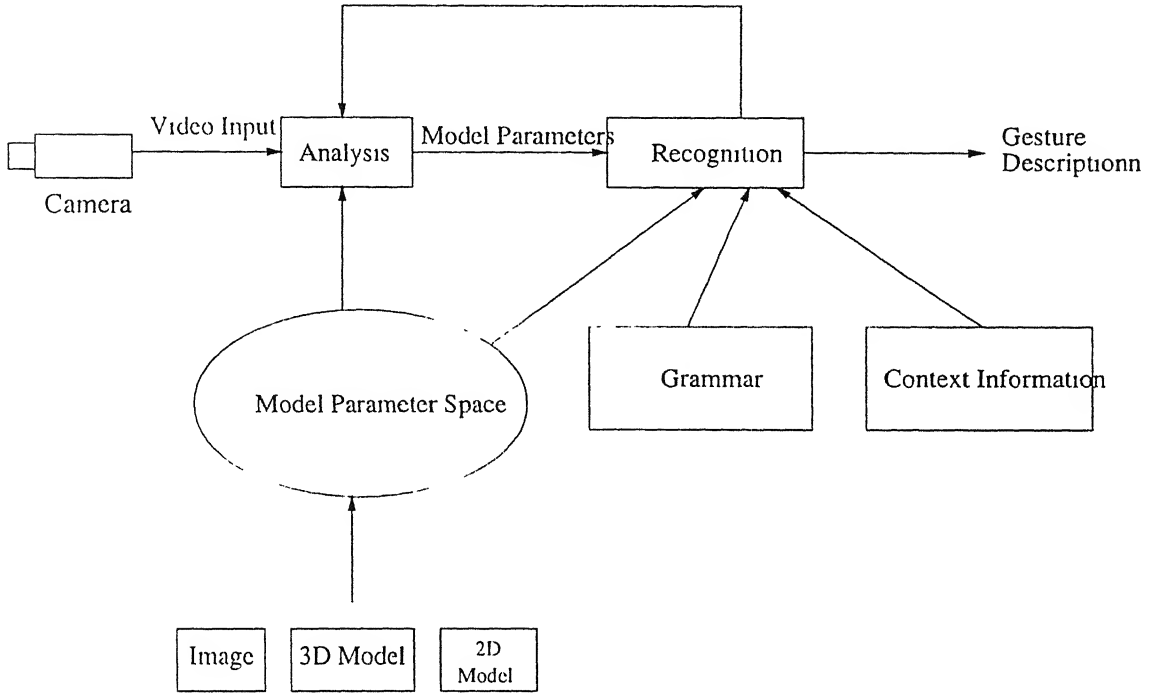 Video Input
Model Parameters
Analysis
Recognition
Gesture
Descriptionn
Camera
Model Parameter Space
Grammar
Context Information
Image
3D Model
2D
Model